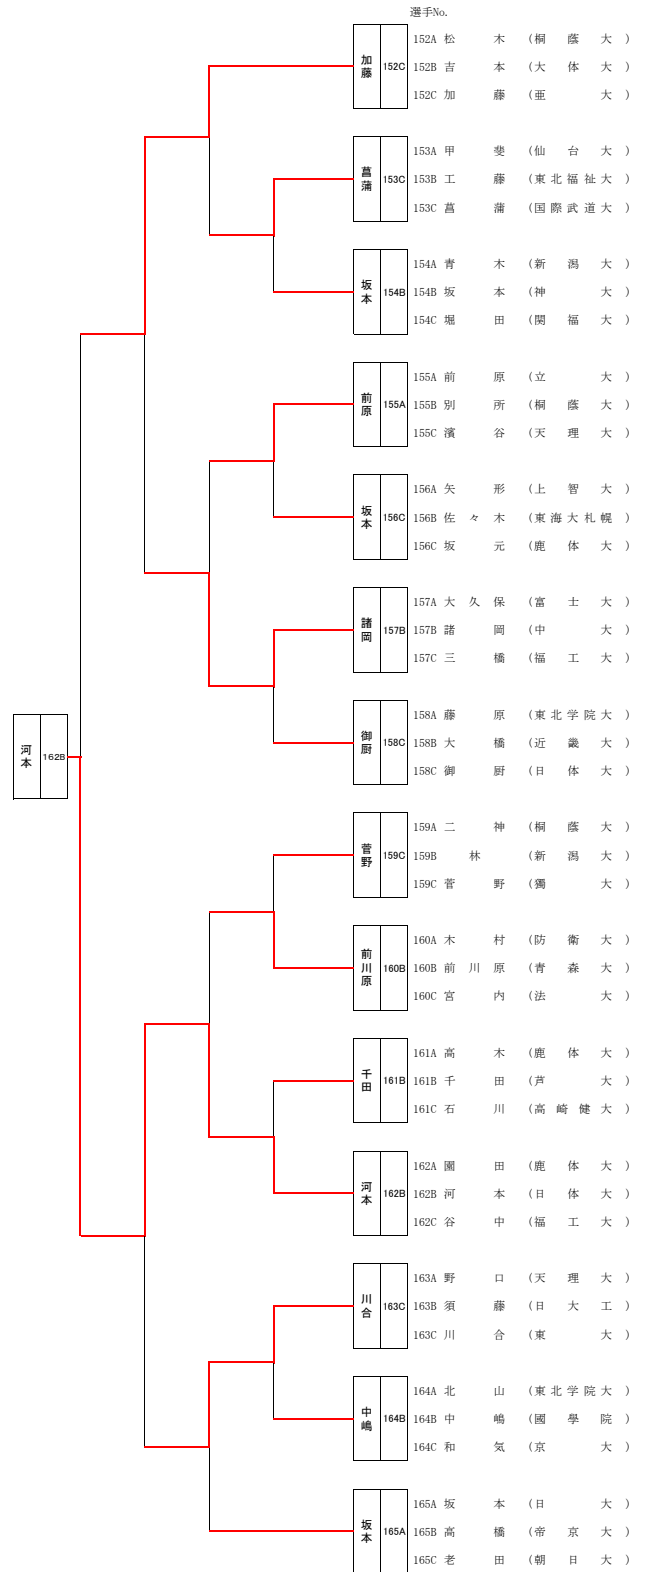 選手No.
加藤 152C
152A 松木 (桐蔭大)
152B 吉本 (大体大)
152C 加藤 (亜大)
菖蒲 153C
153A 甲斐 (仙台大)
153B 工藤 (東北福祉大)
153C 菖蒲 (国際武道大)
坂本 154B
154A 青木 (新潟大)
154B 坂本 (神大)
154C 堀田 (関福大)
前原 155A
155A 前原 (立大)
155B 別所 (桐蔭大)
155C 濱谷 (天理大)
坂本 156C
156A 矢形 (上智大)
156B 佐々木 (東海大札幌)
156C 坂元 (鹿体大)
諸岡 157B
157A 大久保 (富士大)
157B 諸岡 (中大)
157C 三橋 (福工大)
御厨 158C
158A 藤原 (東北学院大)
158B 大橋 (近畿大)
158C 御厨 (日体大)
河本 162B
菅野 159C
159A 二神 (桐蔭大)
159B 林 (新潟大)
159C 菅野 (獨大)
前川原 160B
160A 木村 (防衛大)
160B 前川原 (青森大)
160C 宮内 (法大)
千田 161B
161A 高木 (鹿体大)
161B 千田 (芦大)
161C 石川 (高崎健大)
河本 162B
162A 園田 (鹿体大)
162B 河本 (日体大)
162C 谷中 (福工大)
川合 163C
163A 野口 (天理大)
163B 須藤 (日大工)
163C 川合 (東大)
中嶋 164B
164A 北山 (東北学院大)
164B 中嶋 (國學院)
164C 和気 (京大)
坂本 165A
165A 坂本 (日大)
165B 高橋 (帝京大)
165C 老田 (朝日大)